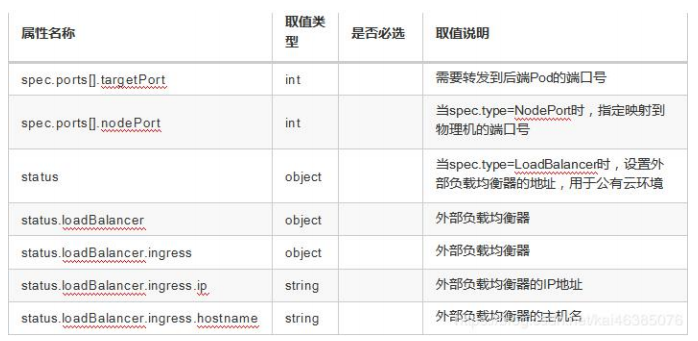 属性名称 取值类型 是否必选 取值说明
spec.ports[].targetPort int 需要转发到后端Pod的端口号
spec.ports[].nodePort int 当spec.type=NodePort时，指定映射到
物理机的端口号
status object 当spec.type=LoadBalancer时，设置外
部负载均衡器的地址，用于公有云环境
status.loadBalancer object 外部负载均衡器
status.loadBalancer.ingress object 外部负载均衡器
status.loadBalancer.ingress.ip string 外部负载均衡器的IP地址
status.loadBalancer.ingress.hostname string 外部负载均衡器的主机名